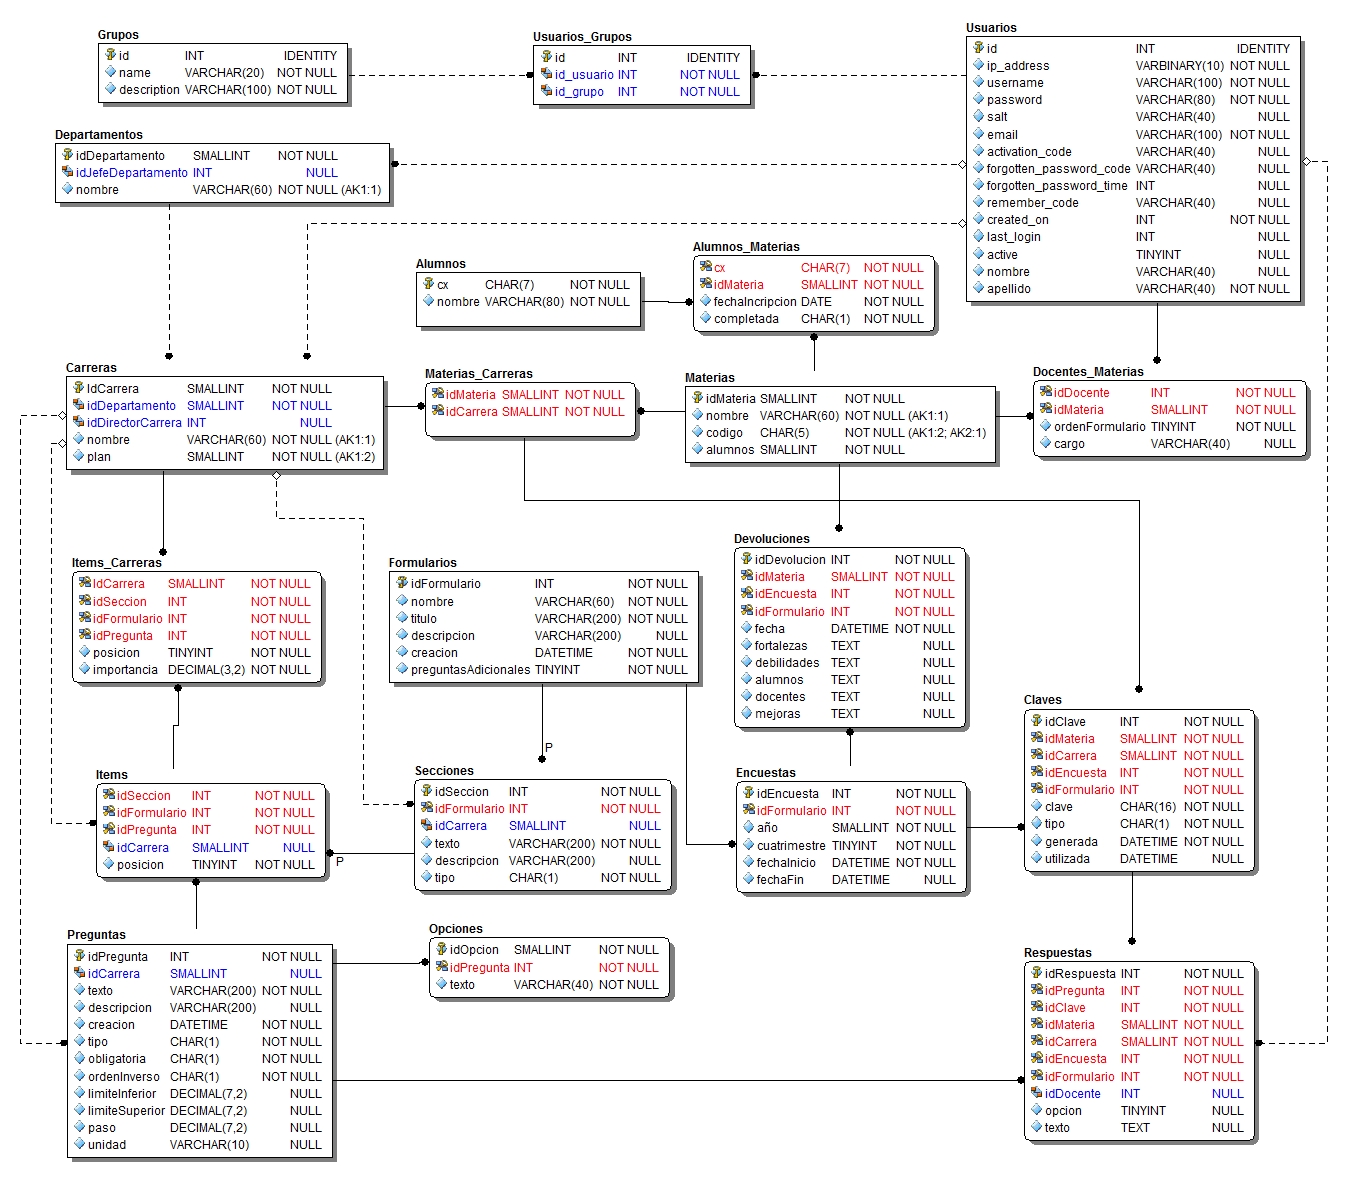 Grupos
id INT IDENTITY
name VARCHAR(20) NOT NULL
description VARCHAR(100) NOT NULL
Usuarios_Grupos
id INT IDENTITY
id_usuario INT NOT NULL
id_grupo INT NOT NULL
Usuarios
id INT IDENTITY
ip_address VARBINARY(10) NOT NULL
username VARCHAR(100) NOT NULL
password VARCHAR(80) NOT NULL
salt VARCHAR(40) NULL
email VARCHAR(100) NOT NULL
activation_code VARCHAR(40) NULL
forgotten_password_code VARCHAR(40) NULL
forgotten_password_time INT NULL
remember_code VARCHAR(40) NULL
created_on INT NOT NULL
last_login INT NULL
active TINYINT NULL
nombre VARCHAR(40) NULL
apellido VARCHAR(40) NOT NULL
Departamentos
idDepartamento SMALLINT NOT NULL
idJefeDepartamento INT NULL
nombre VARCHAR(60) NOT NULL (AK1:1)
Alumnos
cx CHAR(7) NOT NULL
nombre VARCHAR(80) NOT NULL
Alumnos_Materias
cx CHAR(7) NOT NULL
idMateria SMALLINT NOT NULL
fechaIncripcion DATE NOT NULL
completada CHAR(1) NOT NULL
Carreras
IdCarrera SMALLINT NOT NULL
idDepartamento SMALLINT NOT NULL
idDirectorCarrera INT NULL
nombre VARCHAR(60) NOT NULL (AK1:1)
plan SMALLINT NOT NULL (AK1:2)
Materias_Carreras
idMateria SMALLINT NOT NULL
idCarrera SMALLINT NOT NULL
Materias
idMateria SMALLINT NOT NULL
nombre VARCHAR(60) NOT NULL (AK1:1)
codigo CHAR(5) NOT NULL (AK1:2; AK2:1)
alumnos SMALLINT NOT NULL
Docentes_Materias
idDocente INT NOT NULL
idMateria SMALLINT NOT NULL
ordenFormulario TINYINT NOT NULL
cargo VARCHAR(40) NULL
Items_Carreras
IdCarrera SMALLINT NOT NULL
idSeccion INT NOT NULL
idFormulario INT NOT NULL
idPregunta INT NOT NULL
posicion TINYINT NOT NULL
importancia DECIMAL(3,2) NOT NULL
Formularios
idFormulario INT NOT NULL
nombre VARCHAR(60) NOT NULL
titulo VARCHAR(200) NOT NULL
descripcion VARCHAR(200) NULL
creacion DATETIME NOT NULL
preguntasAdicionales TINYINT NOT NULL
Devoluciones
idDevolucion INT NOT NULL
idMateria SMALLINT NOT NULL
idEncuesta INT NOT NULL
idFormulario INT NOT NULL
fecha DATETIME NOT NULL
fortalezas TEXT NULL
debilidades TEXT NULL
alumnos TEXT NULL
docentes TEXT NULL
mejoras TEXT NULL
Claves
idClave INT NOT NULL
idMateria SMALLINT NOT NULL
idCarrera SMALLINT NOT NULL
idEncuesta INT NOT NULL
idFormulario INT NOT NULL
clave CHAR(16) NOT NULL
tipo CHAR(1) NOT NULL
generada DATETIME NOT NULL
utilizada DATETIME NULL
P
Items
idSeccion INT NOT NULL
idFormulario INT NOT NULL
idPregunta INT NOT NULL
idCarrera SMALLINT NULL
posicion TINYINT NOT NULL
P
Secciones
idSeccion INT NOT NULL
idFormulario INT NOT NULL
idCarrera SMALLINT NULL
texto VARCHAR(200) NOT NULL
descripcion VARCHAR(200) NULL
tipo CHAR(1) NOT NULL
Encuestas
idEncuesta INT NOT NULL
idFormulario INT NOT NULL
año SMALLINT NOT NULL
cuatrimestre TINYINT NOT NULL
fechaInicio DATETIME NOT NULL
fechaFin DATETIME NULL
Preguntas
idPregunta INT NOT NULL
idCarrera SMALLINT NULL
texto VARCHAR(200) NOT NULL
descripcion VARCHAR(200) NULL
creacion DATETIME NOT NULL
tipo CHAR(1) NOT NULL
obligatoria CHAR(1) NOT NULL
ordenInverso CHAR(1) NOT NULL
limiteInferior DECIMAL(7,2) NULL
limiteSuperior DECIMAL(7,2) NULL
paso DECIMAL(7,2) NULL
unidad VARCHAR(10) NULL
Opciones
idOpcion SMALLINT NOT NULL
idPregunta INT NOT NULL
texto VARCHAR(40) NOT NULL
Respuestas
idRespuesta INT NOT NULL
idPregunta INT NOT NULL
idClave INT NOT NULL
idMateria SMALLINT NOT NULL
idCarrera SMALLINT NOT NULL
idEncuesta INT NOT NULL
idFormulario INT NOT NULL
idDocente INT NULL
opcion TINYINT NULL
texto TEXT NULL